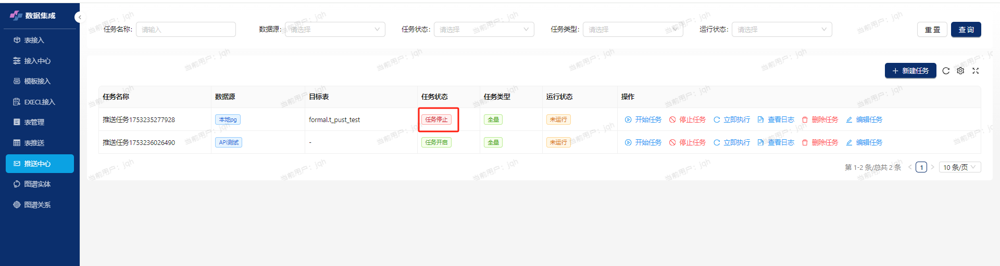 数据集成
表接入
接入中心
模板接入
EXECL接入
表管理
表推送
推送中心
图谱实体
图谱关系
任务名称: 请输入 数据源: 请选择 任务状态: 请选择 任务类型: 请选择 运行状态: 请选择 重置 查询
新建任务
任务名称 数据源 目标表 任务状态 任务类型 运行状态 操作
推送任务1753235277928 本地pg formal.t_pust_test 任务停止 全量 未运行 开始任务 停止任务 立即执行 查看日志 删除任务 编辑任务
推送任务1753236026490 API测试 - 任务开启 全量 未运行 开始任务 停止任务 立即执行 查看日志 删除任务 编辑任务
第 1-2 条/总共 2 条 1 10 条/页
当前用户：jqh